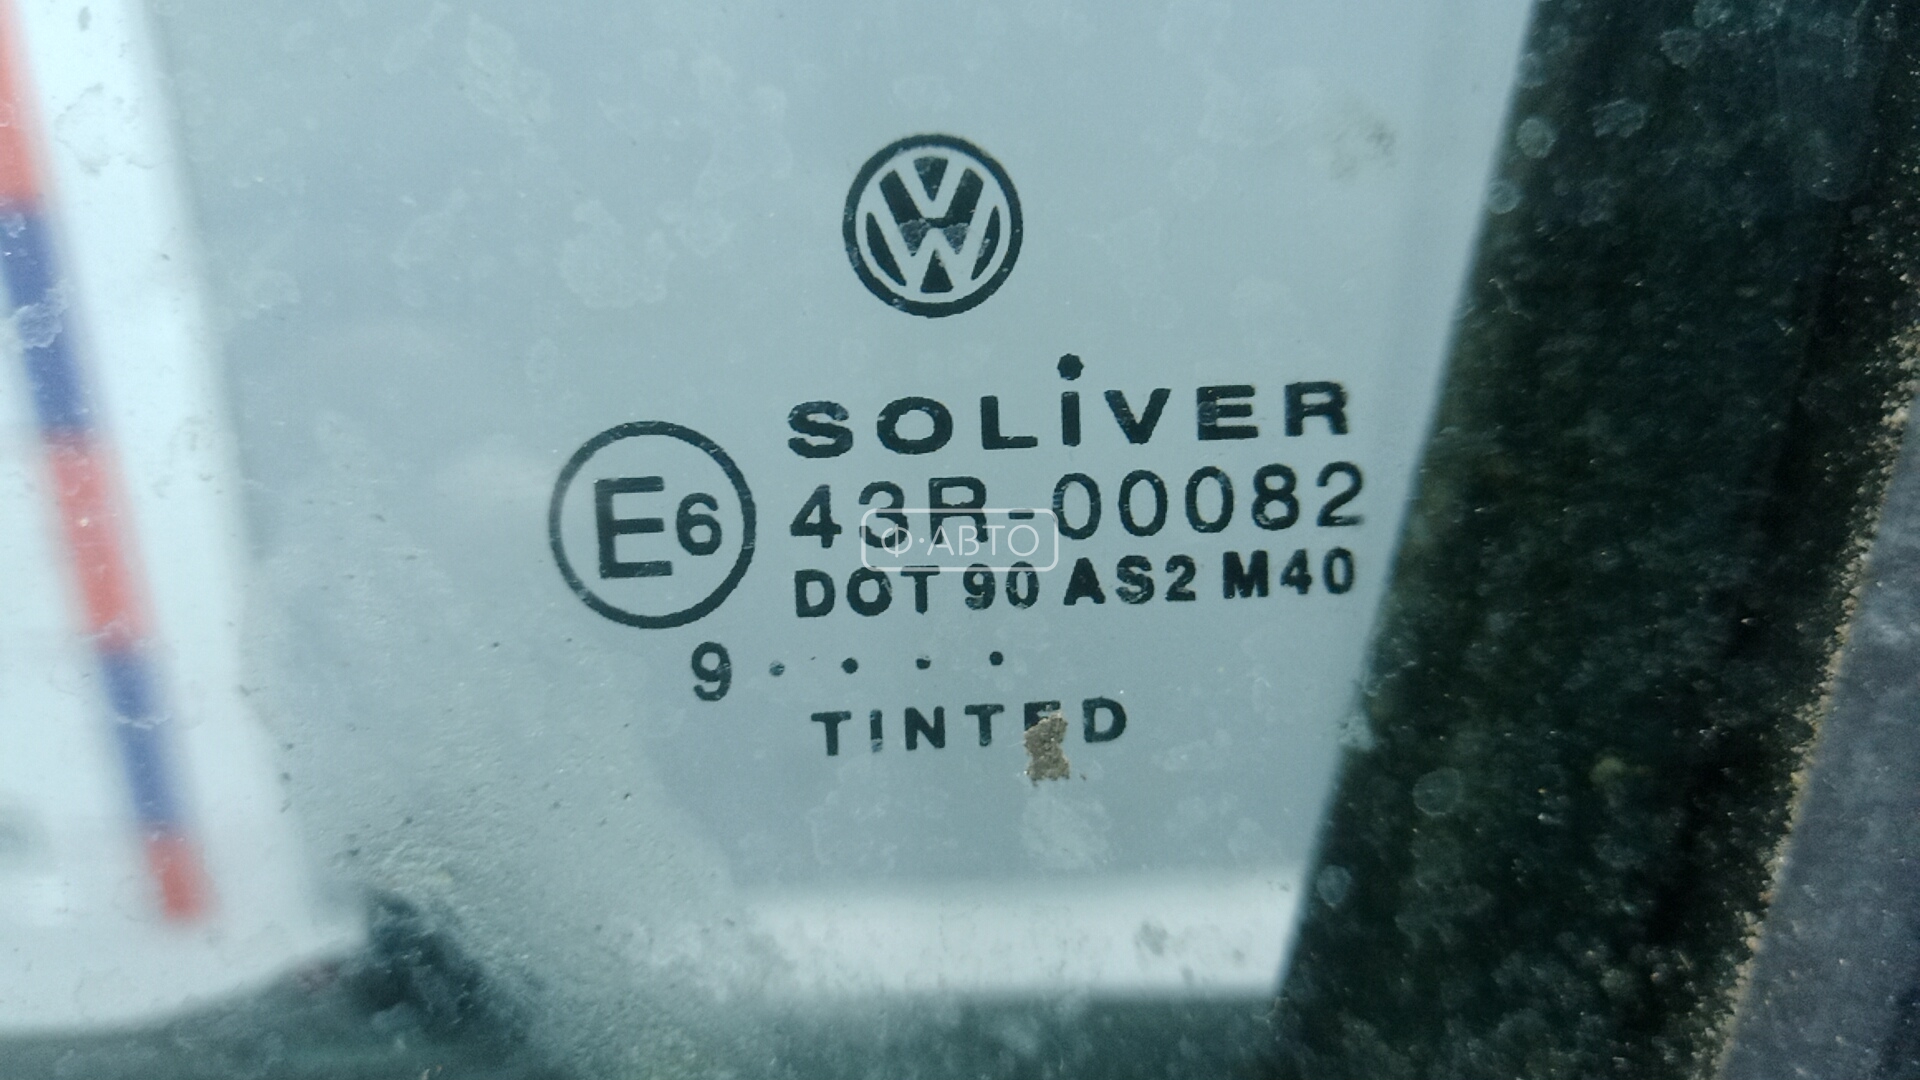 SOLiVER
E6 43R-00082
Ф·АВТО
DOT 90 AS2 M40
9 · · · ·
TINTED